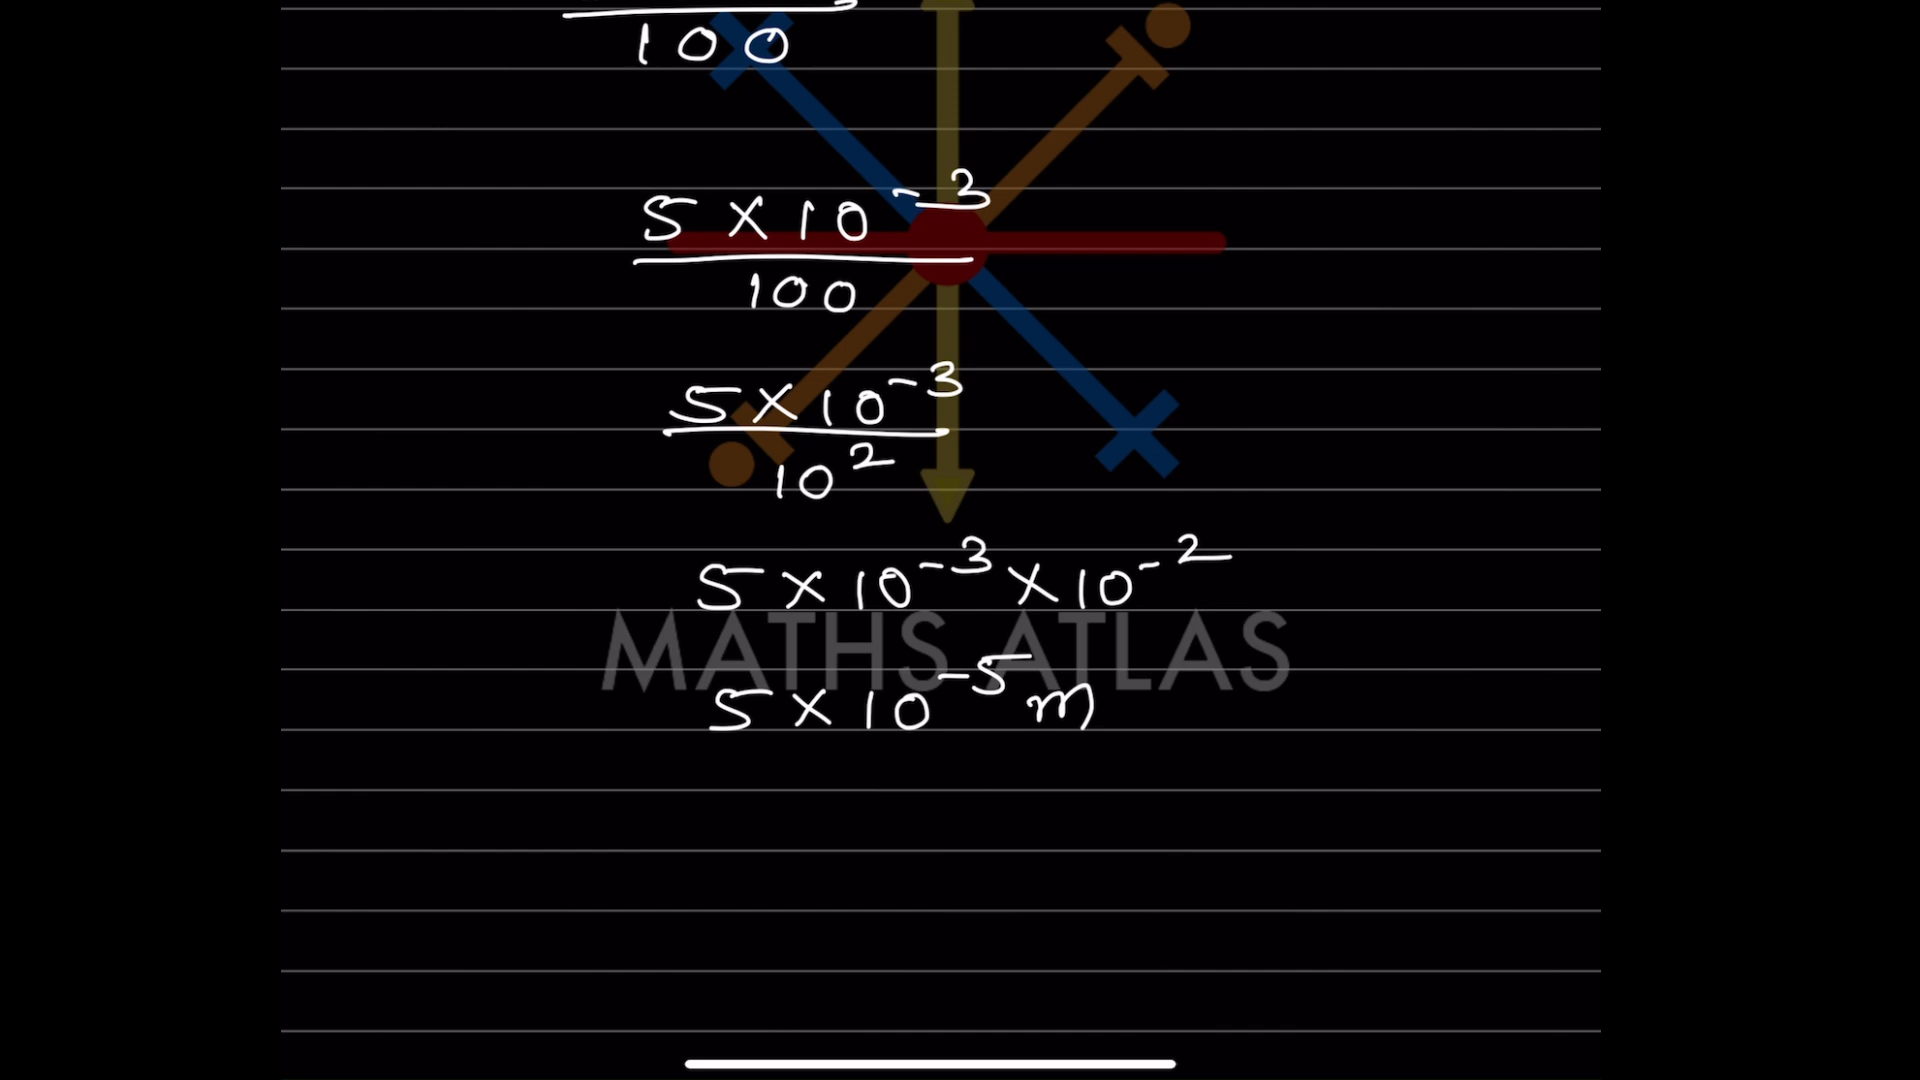 100
5 × 10⁻³
100
5 × 10⁻³
10²
5 × 10⁻³ × 10⁻²
MATHS ATLAS
5 × 10⁻⁵ m